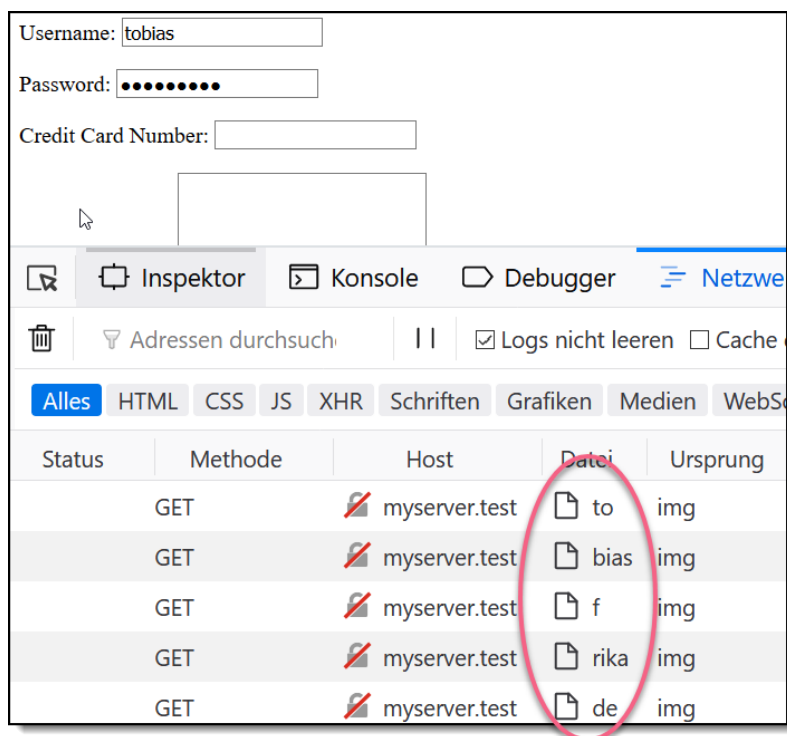 Username: tobias
Password: •••••••••
Credit Card Number:
Inspektor Konsole Debugger Netzwe
Adressen durchsuch Logs nicht leeren Cache
Alles HTML CSS JS XHR Schriften Grafiken Medien WebSo
Status Methode Host Datei Ursprung
GET myserver.test to img
GET myserver.test bias img
GET myserver.test f img
GET myserver.test rika img
GET myserver.test de img